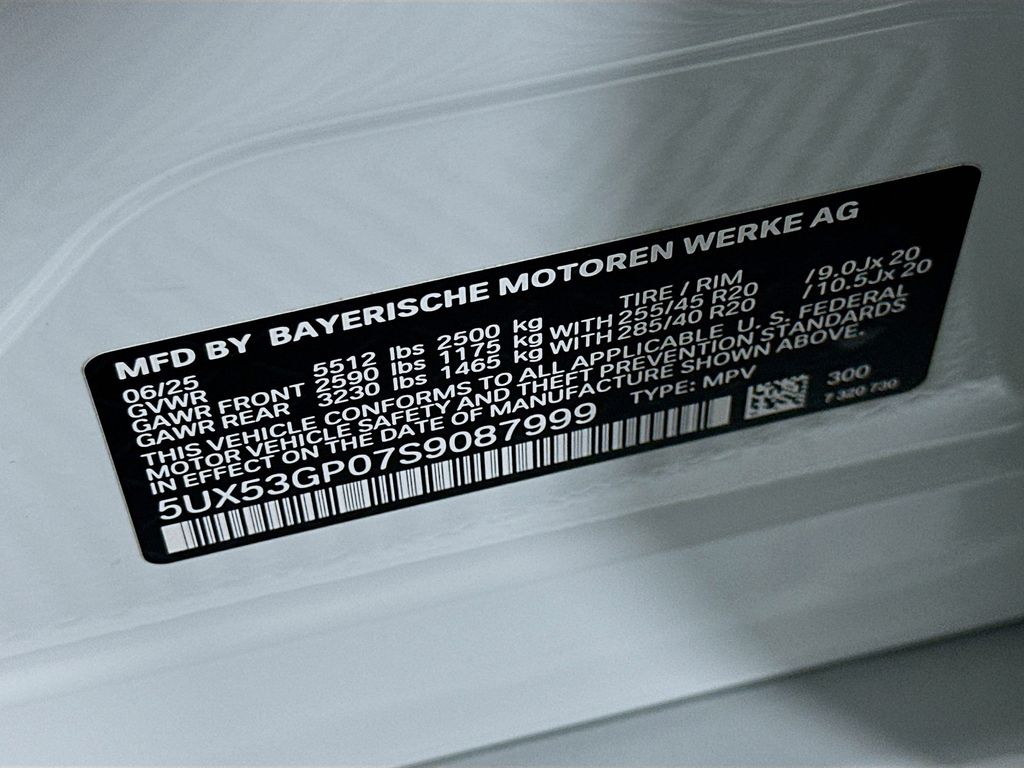 MFD BY BAYERISCHE MOTOREN WERKE AG
06/25 TIRE / RIM
GVWR 5512 lbs 2500 kg
GAWR FRONT 2590 lbs 1175 kg WITH 255/45 R20 /9.0Jx 20
GAWR REAR 3230 lbs 1465 kg WITH 285/40 R20 /10.5Jx 20
THIS VEHICLE CONFORMS TO ALL APPLICABLE U. S. FEDERAL
MOTOR VEHICLE SAFETY AND THEFT PREVENTION STANDARDS
IN EFFECT ON THE DATE OF MANUFACTURE SHOWN ABOVE.
5UX53GP07S9087999 TYPE: MPV
300
7 320 730